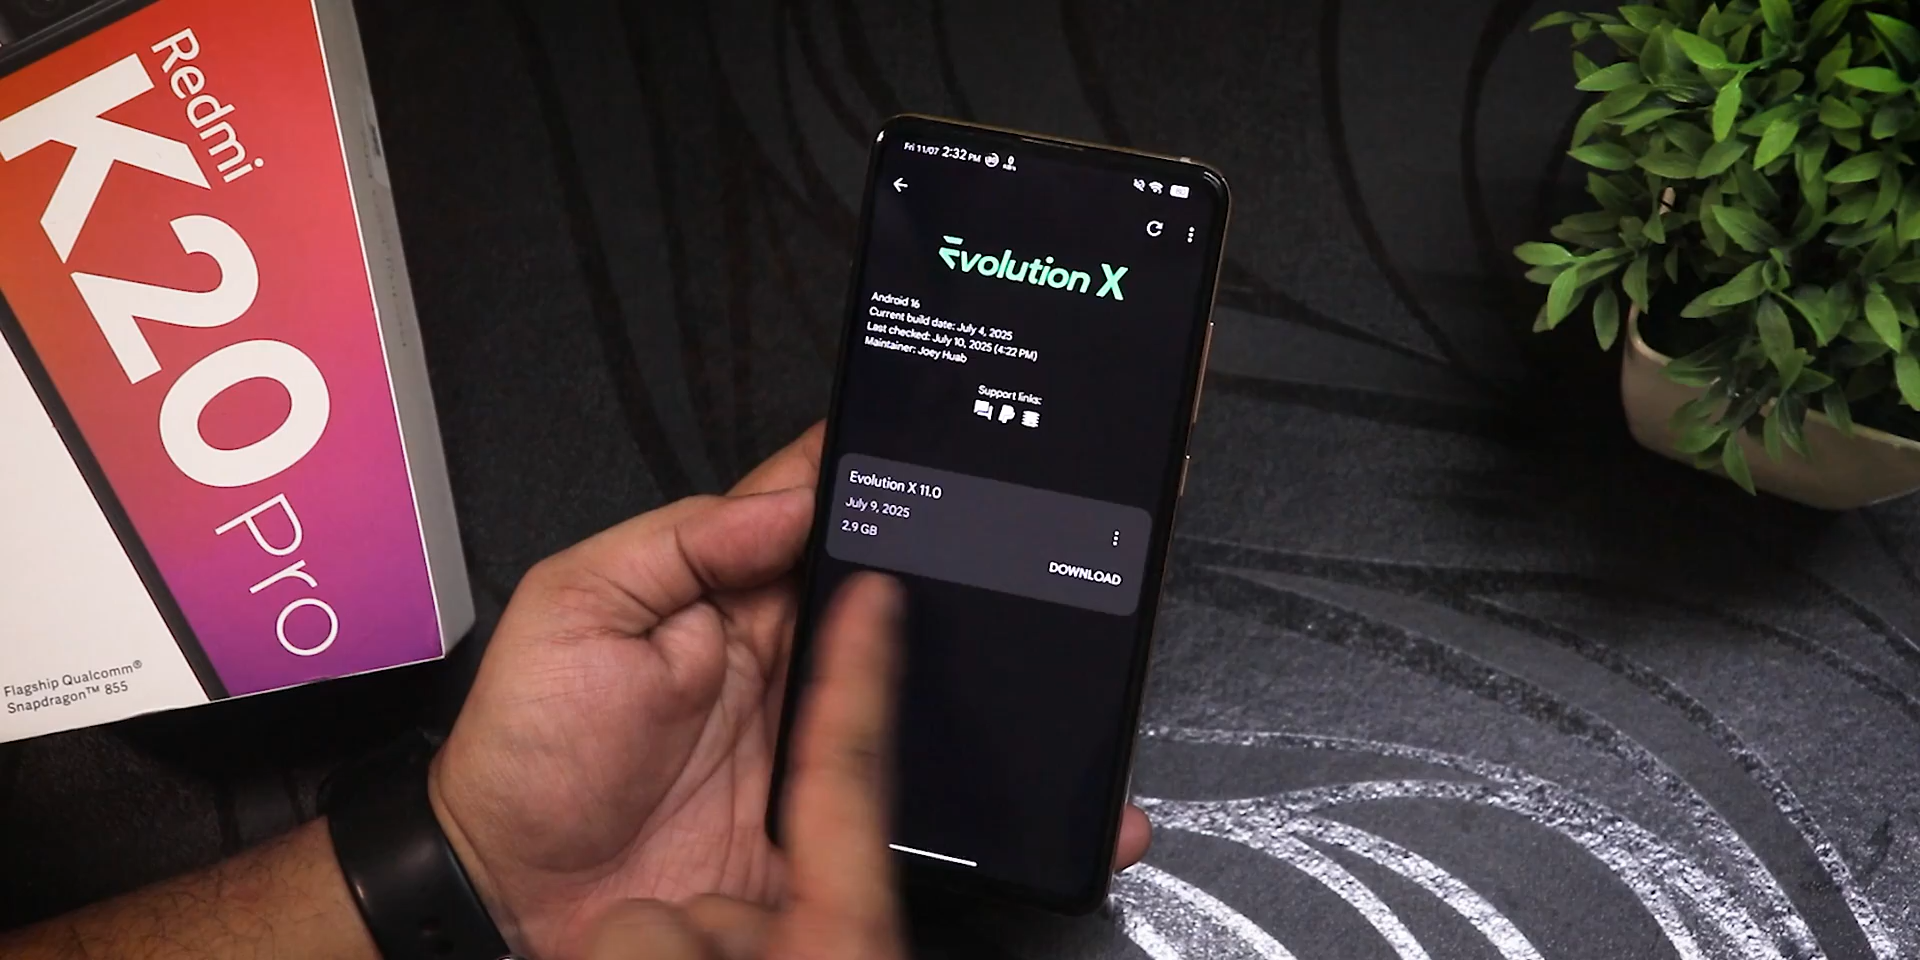 Redmi
K20 Pro
Flagship Qualcomm®
Snapdragon™ 855
Fri 11/07 2:32 PM
Evolution X
Android 16
Current build date: July 4, 2025
Last checked: July 10, 2025 (4:22 PM)
Maintainer: Joey Huab
Support links:
Evolution X 11.0
July 9, 2025
2.9 GB
DOWNLOAD